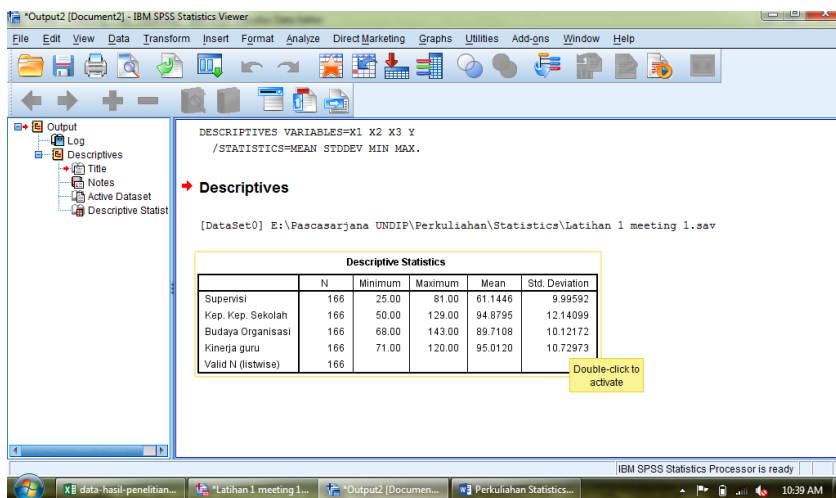 *Output2 [Document2] - IBM SPSS Statistics Viewer
File Edit View Data Transform Insert Format Analyze Direct Marketing Graphs Utilities Add-ons Window Help
Output
Log
Descriptives
Title
Notes
Active Dataset
Descriptive Statist
DESCRIPTIVES VARIABLES=X1 X2 X3 Y
/STATISTICS=MEAN STDDEV MIN MAX.
Descriptives
[DataSet0] E:\Pascasarjana UNDIP\Perkuliahan\Statistics\Latihan 1 meeting 1.sav
Descriptive Statistics
N Minimum Maximum Mean Std. Deviation
Supervisi 166 25.00 81.00 61.1446 9.99592
Kep. Kep. Sekolah 166 50.00 129.00 94.8795 12.14099
Budaya Organisasi 166 68.00 143.00 89.7108 10.12172
Kinerja guru 166 71.00 120.00 95.0120 10.72973
Valid N (listwise) 166
Double-click to
activate
IBM SPSS Statistics Processor is ready
data-hasil-penelitian... *Latihan 1 meeting 1... *Output2 [Documen... Perkuliahan Statistics... 10:39 AM